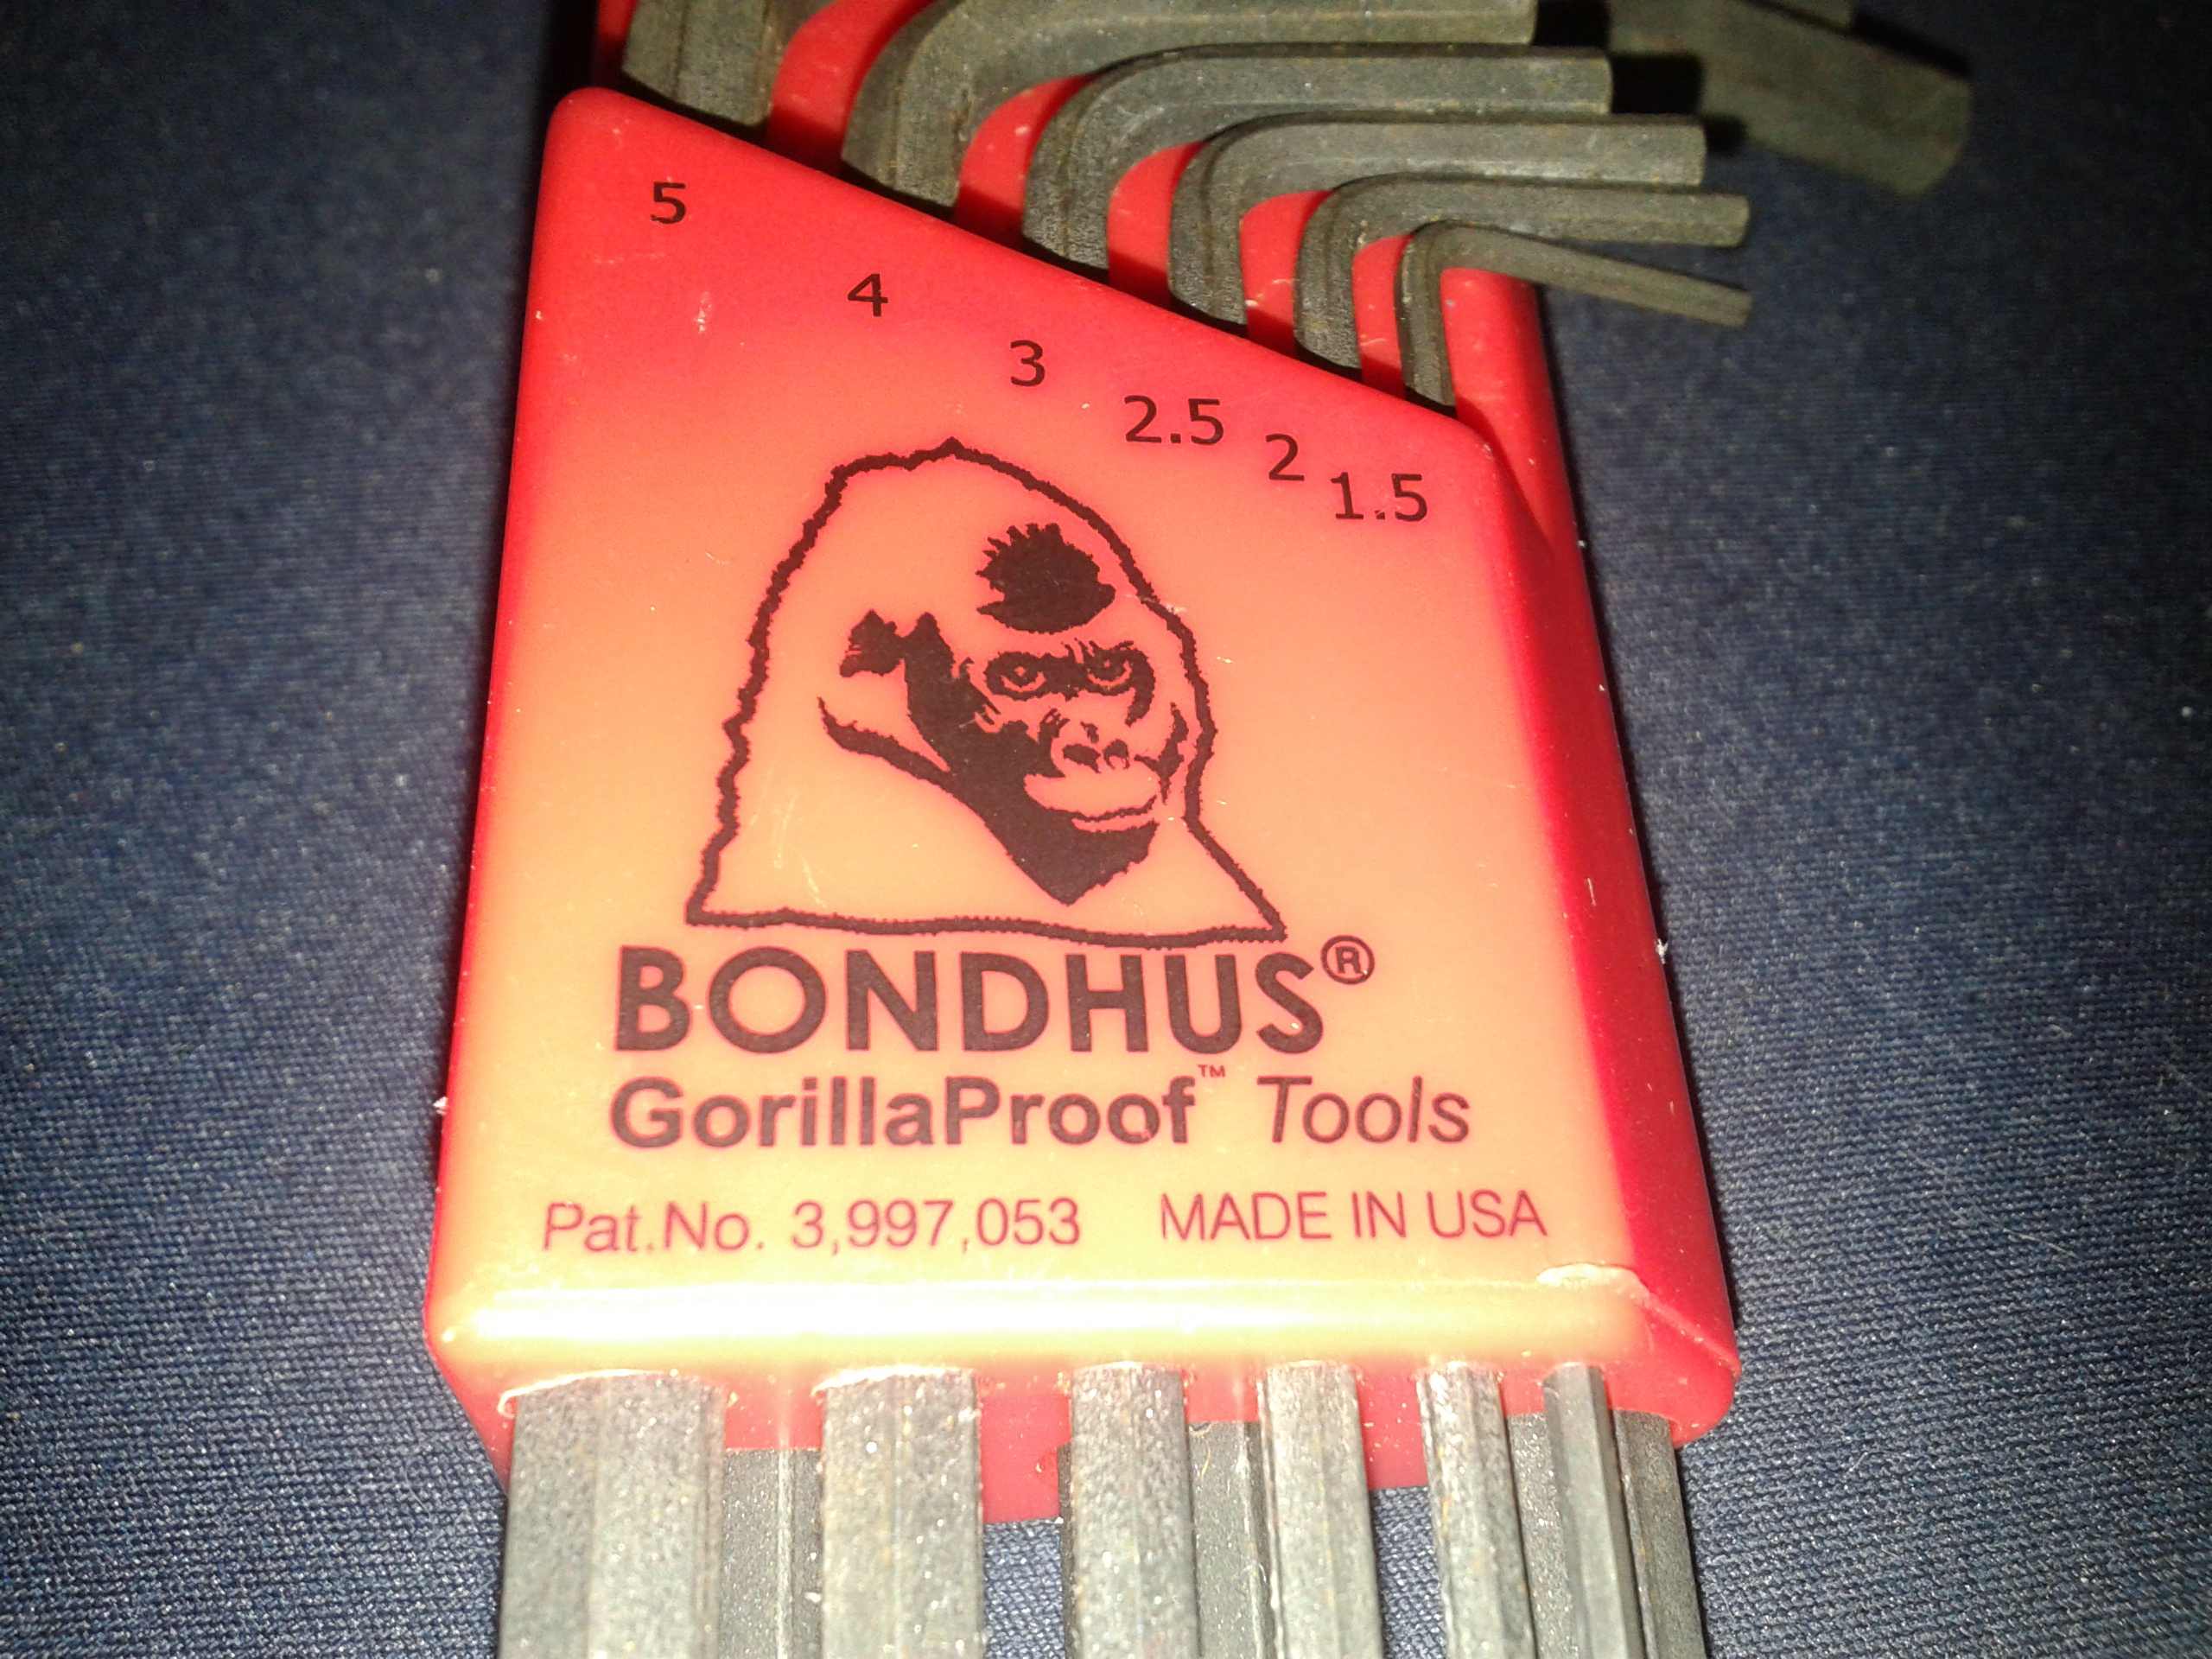 5
4
3
2.5
2
1.5
BONDHUS®
GorillaProof™ Tools
Pat.No. 3,997,053 MADE IN USA